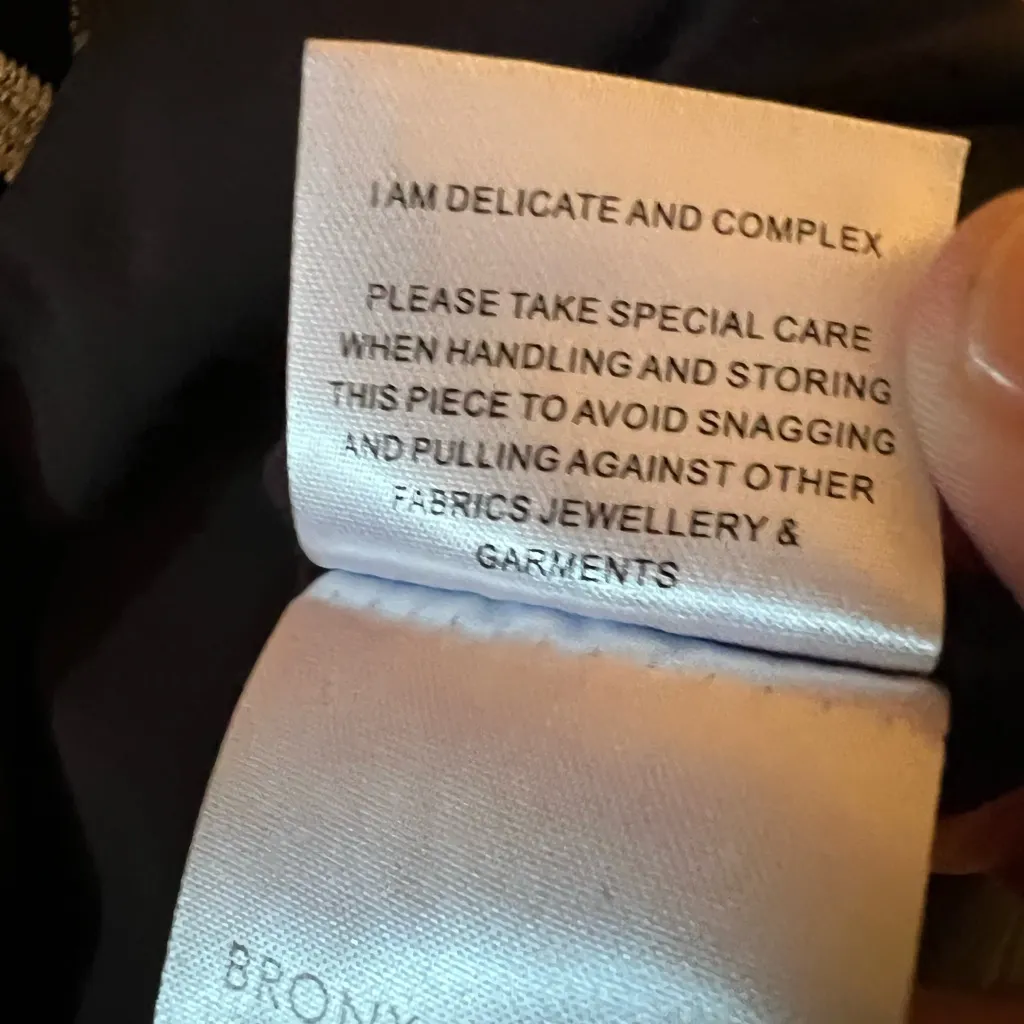 I AM DELICATE AND COMPLEX
PLEASE TAKE SPECIAL CARE
WHEN HANDLING AND STORING
THIS PIECE TO AVOID SNAGGING
AND PULLING AGAINST OTHER
FABRICS JEWELLERY &
GARMENTS